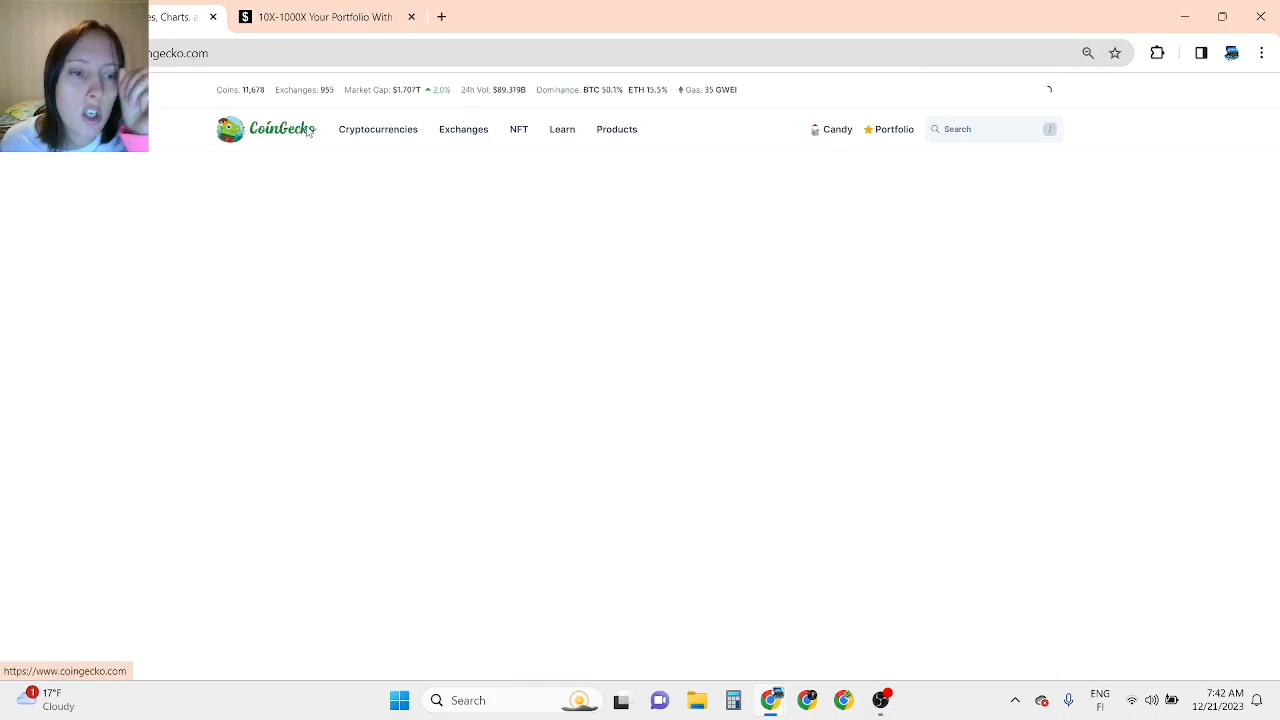 es, Charts, a
$ 10X-1000X Your Portfolio With
ngecko.com
Coins: 11,678 Exchanges: 955 Market Cap: $1.707T 2.0% 24h Vol: $89.319B Dominance: BTC 50.1% ETH 15.5% Gas: 35 GWEI
CoinGecko Cryptocurrencies Exchanges NFT Learn Products Candy Portfolio Search /
https://www.coingecko.com
1 17°F
Cloudy
Search
ENG
FI
7:42 AM
12/21/2023